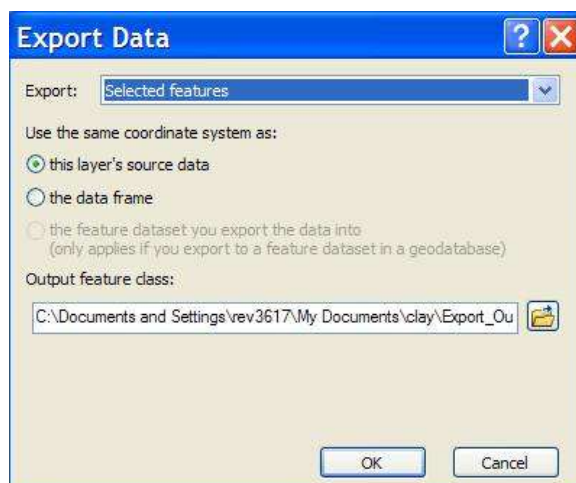 Export Data
Export: Selected features
Use the same coordinate system as:
this layer's source data
the data frame
the feature dataset you export the data into
(only applies if you export to a feature dataset in a geodatabase)
Output feature class:
C:\Documents and Settings\rev3617\My Documents\clay\Export_Ou
OK Cancel